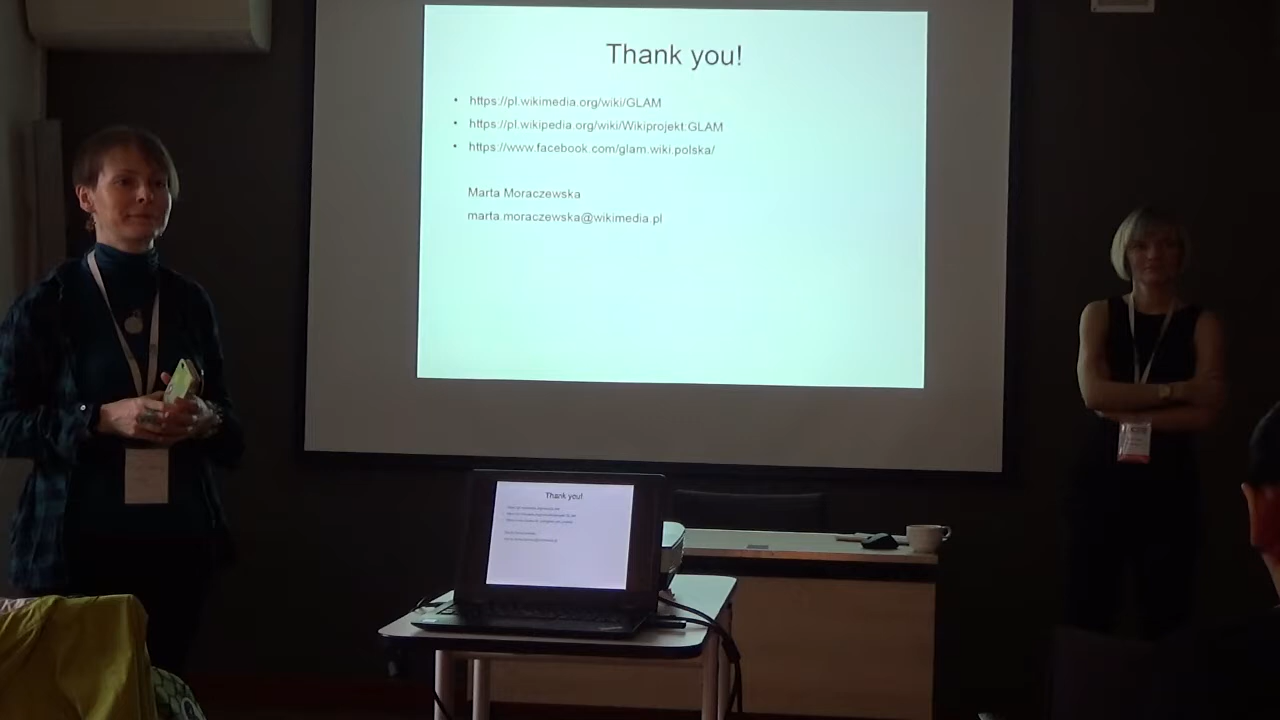 Thank you!
• https://pl.wikimedia.org/wiki/GLAM
• https://pl.wikipedia.org/wiki/Wikiprojekt:GLAM
• https://www.facebook.com/glam.wiki.polska/
Marta Moraczewska
marta.moraczewska@wikimedia.pl
Thank you!